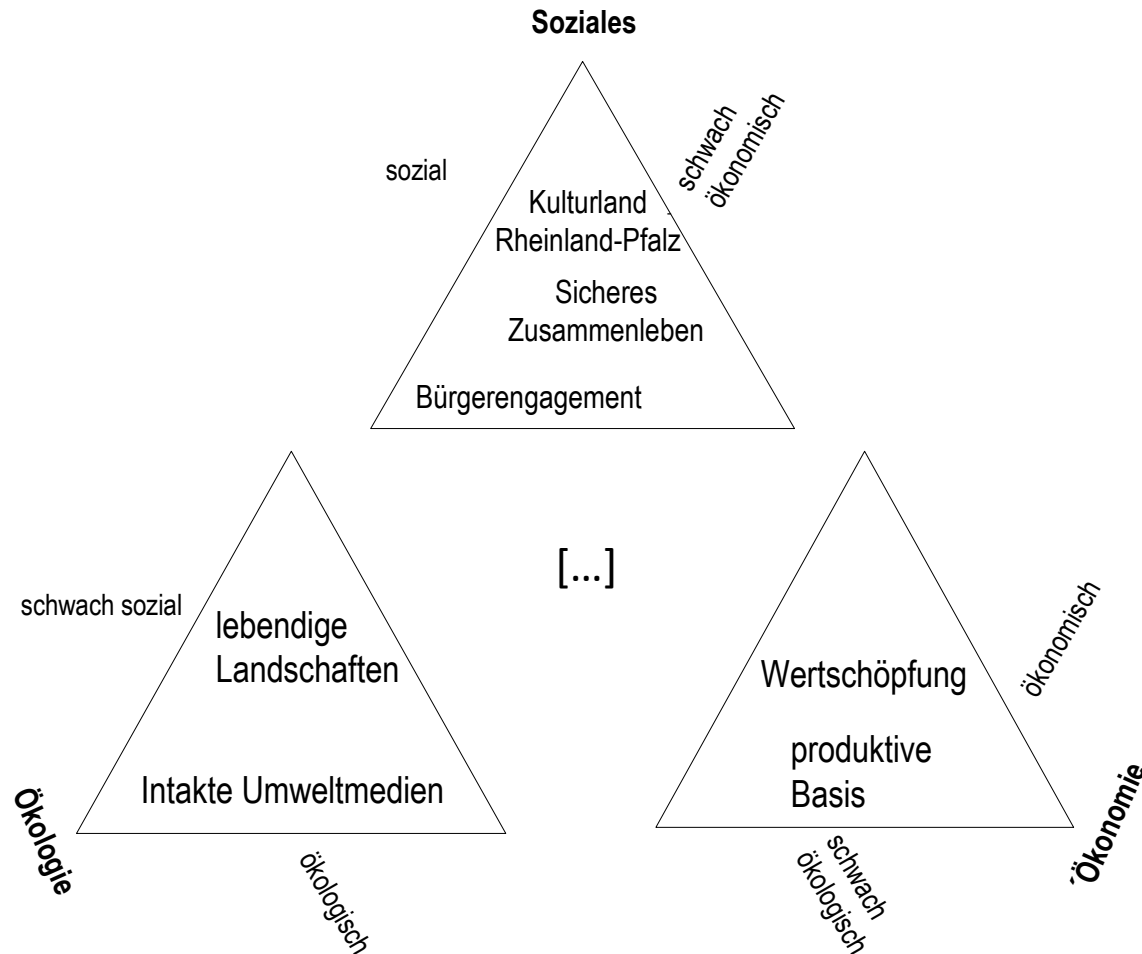 Soziales
sozial
schwach
ökonomisch
Kulturland
Rheinland-Pfalz
Sicheres
Zusammenleben
Bürgerengagement
[...]
schwach sozial
lebendige
Landschaften
Intakte Umweltmedien
Ökologie
ökologisch
ökonomisch
Wertschöpfung
produktive
Basis
Ökonomie
schwach
ökologisch